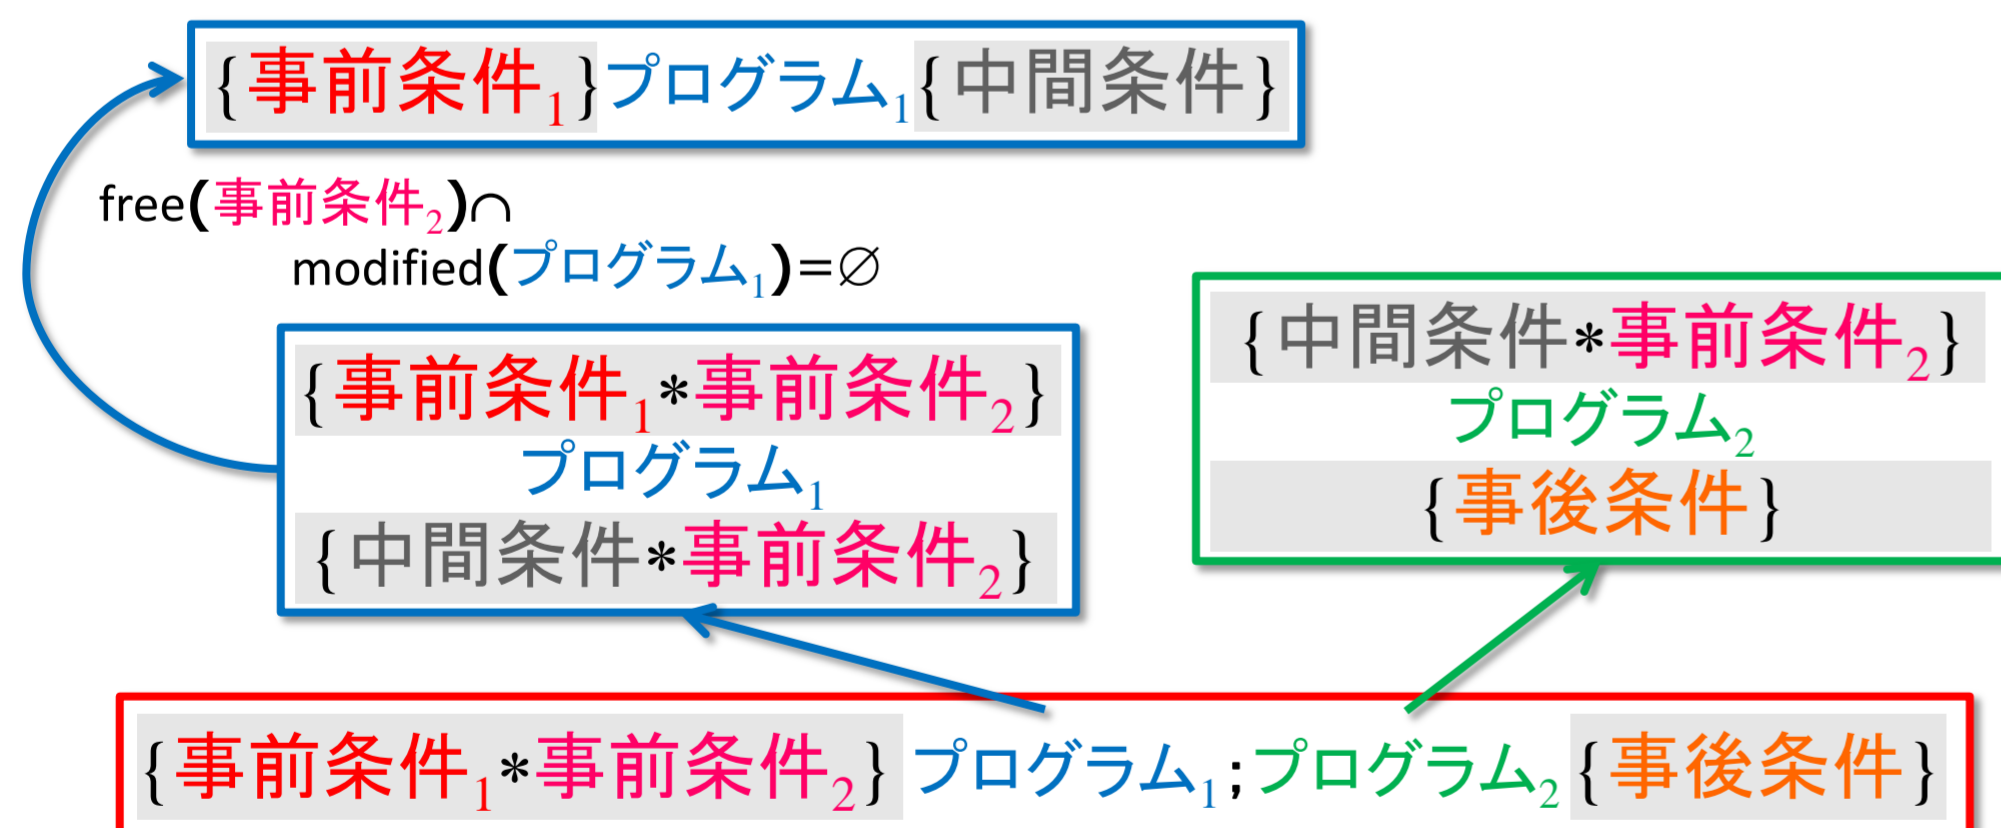 {事前条件₁}プログラム₁{中間条件}
free(事前条件₂)∩
modified(プログラム₁)=∅
{事前条件₁*事前条件₂}
プログラム₁
{中間条件*事前条件₂}
{中間条件*事前条件₂}
プログラム₂
{事後条件}
{事前条件₁*事前条件₂} プログラム₁;プログラム₂{事後条件}